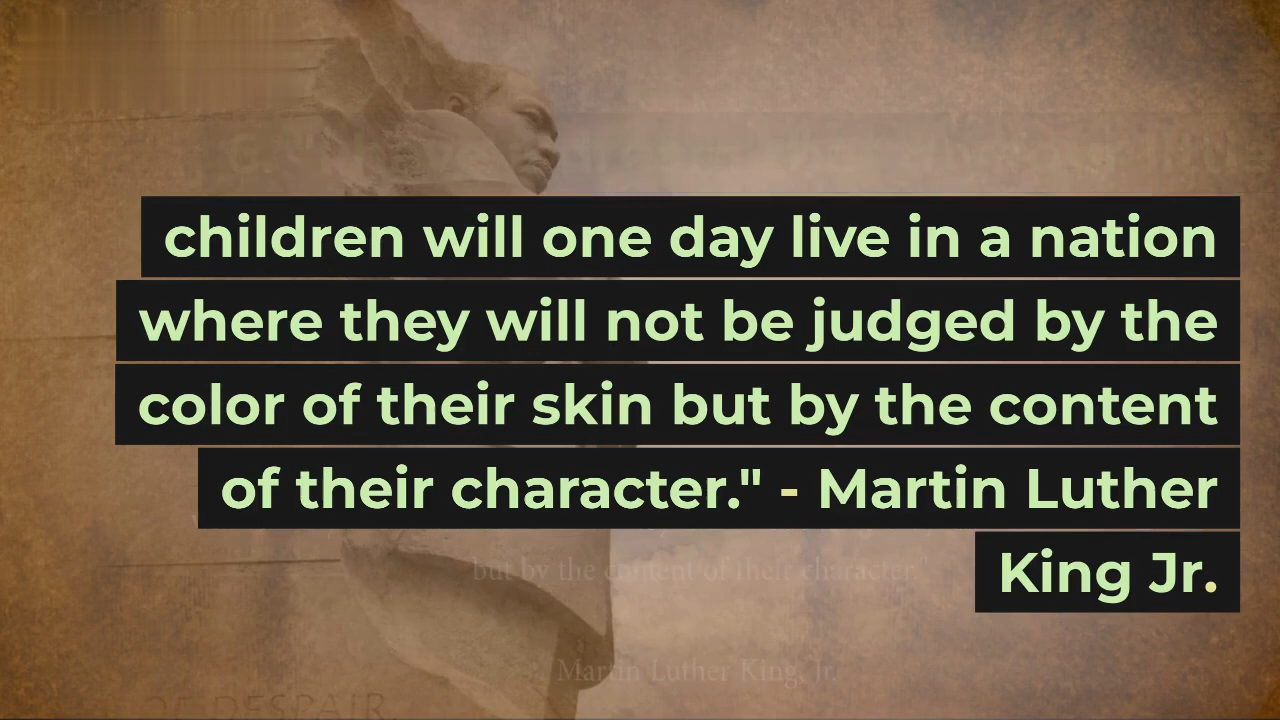 children will one day live in a nation
where they will not be judged by the
color of their skin but by the content
of their character." - Martin Luther
King Jr.
but by the content of their character."
Martin Luther King, Jr.
OF DESPAIR